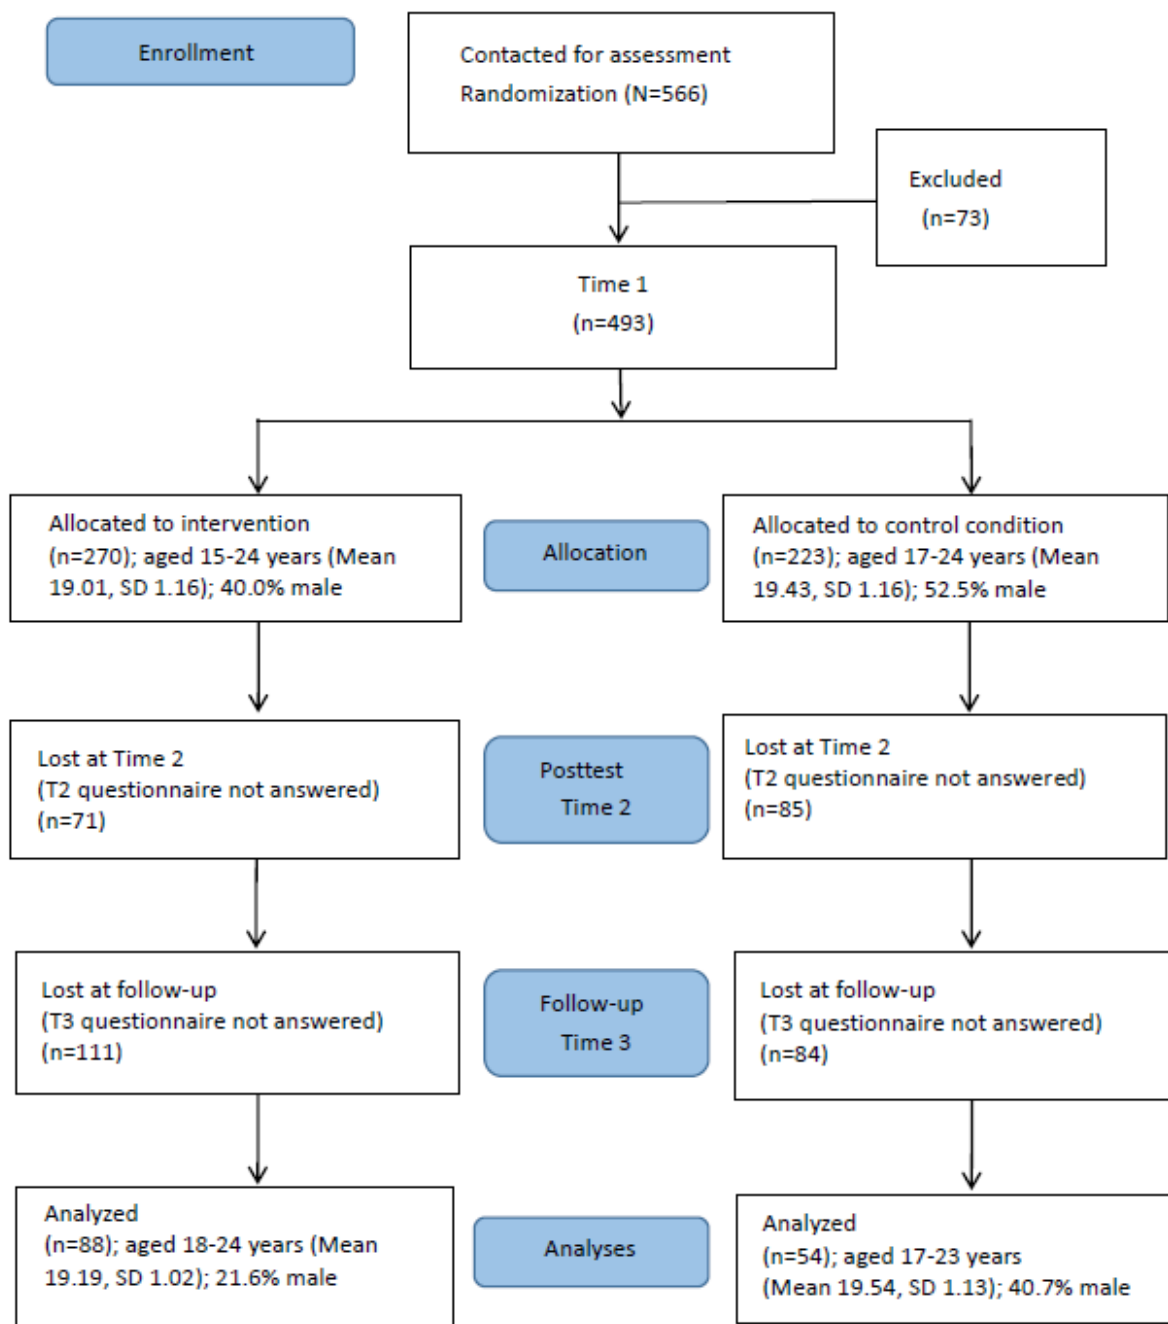 Enrollment
Contacted for assessment
Randomization (N=566)
Excluded
(n=73)
Time 1
(n=493)
Allocated to intervention
(n=270); aged 15-24 years (Mean
19.01, SD 1.16); 40.0% male
Allocation
Allocated to control condition
(n=223); aged 17-24 years (Mean
19.43, SD 1.16); 52.5% male
Lost at Time 2
(T2 questionnaire not answered)
(n=71)
Posttest
Time 2
Lost at Time 2
(T2 questionnaire not answered)
(n=85)
Lost at follow-up
(T3 questionnaire not answered)
(n=111)
Follow-up
Time 3
Lost at follow-up
(T3 questionnaire not answered)
(n=84)
Analyzed
(n=88); aged 18-24 years (Mean
19.19, SD 1.02); 21.6% male
Analyses
Analyzed
(n=54); aged 17-23 years
(Mean 19.54, SD 1.13); 40.7% male